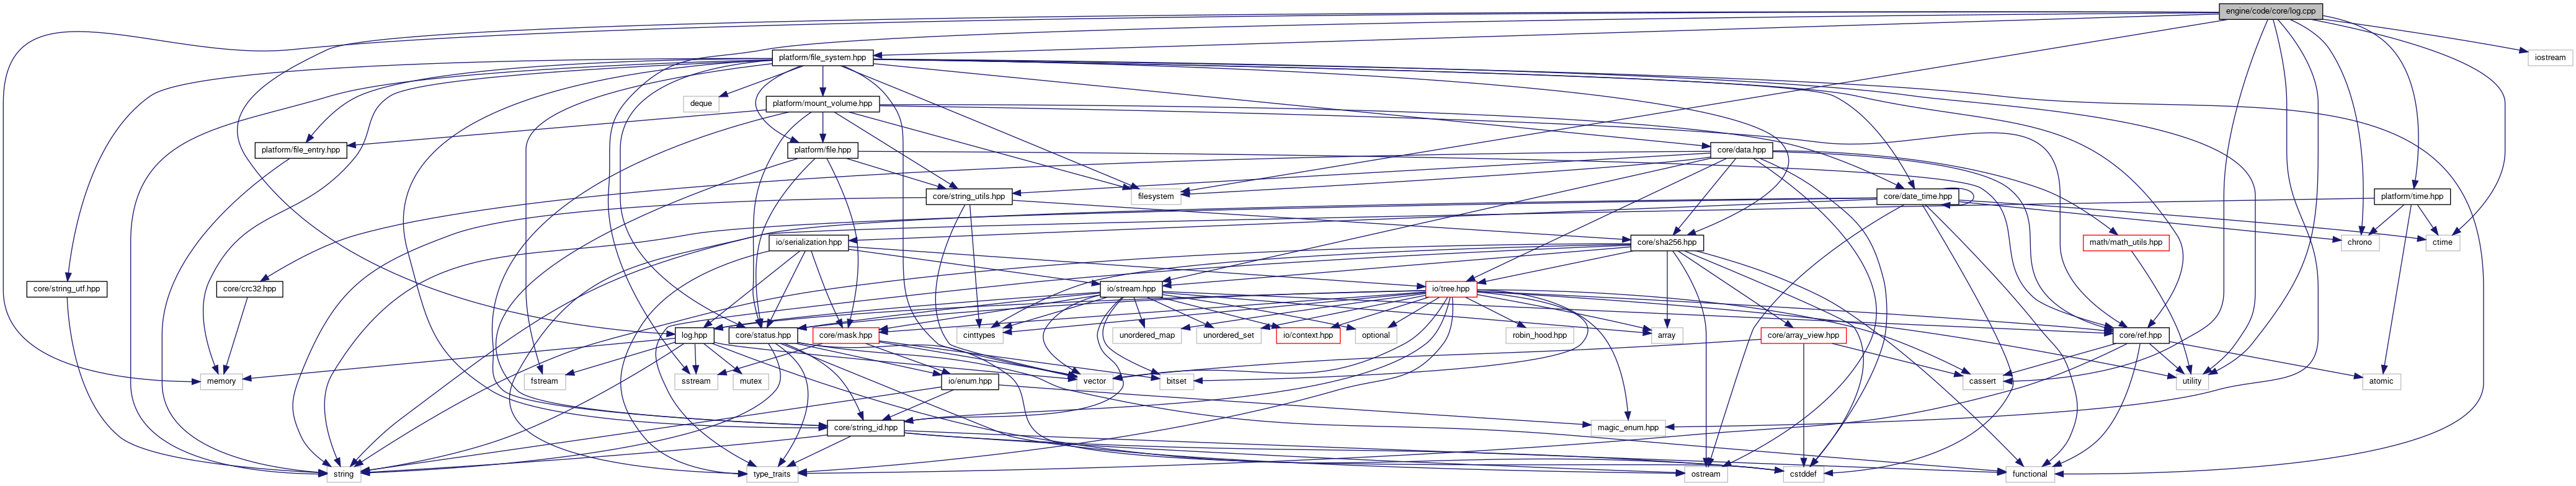 engine/code/core/log.cpp
platform/file_system.hpp
iostream
deque
platform/mount_volume.hpp
platform/file_entry.hpp
platform/file.hpp
core/data.hpp
core/string_utils.hpp
filesystem
core/date_time.hpp
platform/time.hpp
io/serialization.hpp
core/sha256.hpp
math/math_utils.hpp
chrono
ctime
core/string_utf.hpp
core/crc32.hpp
io/stream.hpp
io/tree.hpp
log.hpp
core/status.hpp
core/mask.hpp
cinttypes
unordered_map
unordered_set
io/context.hpp
optional
robin_hood.hpp
array
core/array_view.hpp
core/ref.hpp
memory
fstream
sstream
mutex
io/enum.hpp
vector
bitset
cassert
utility
atomic
core/string_id.hpp
magic_enum.hpp
string
type_traits
ostream
cstddef
functional